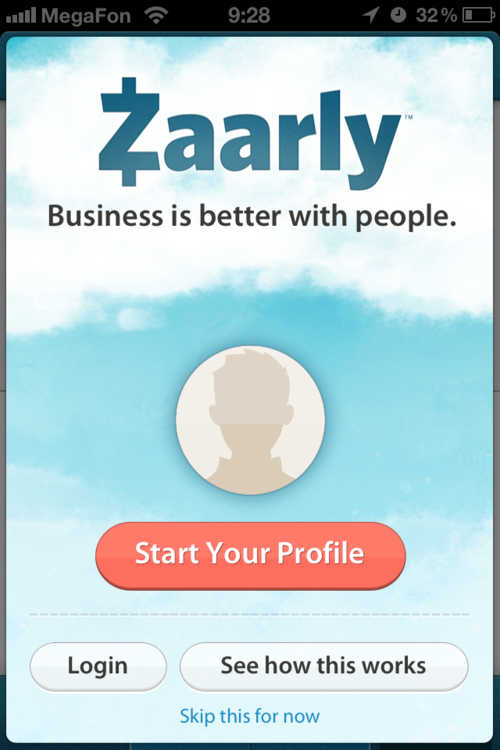 MegaFon 9:28 32%
Zaarly™
Business is better with people.
Start Your Profile
Login
See how this works
Skip this for now